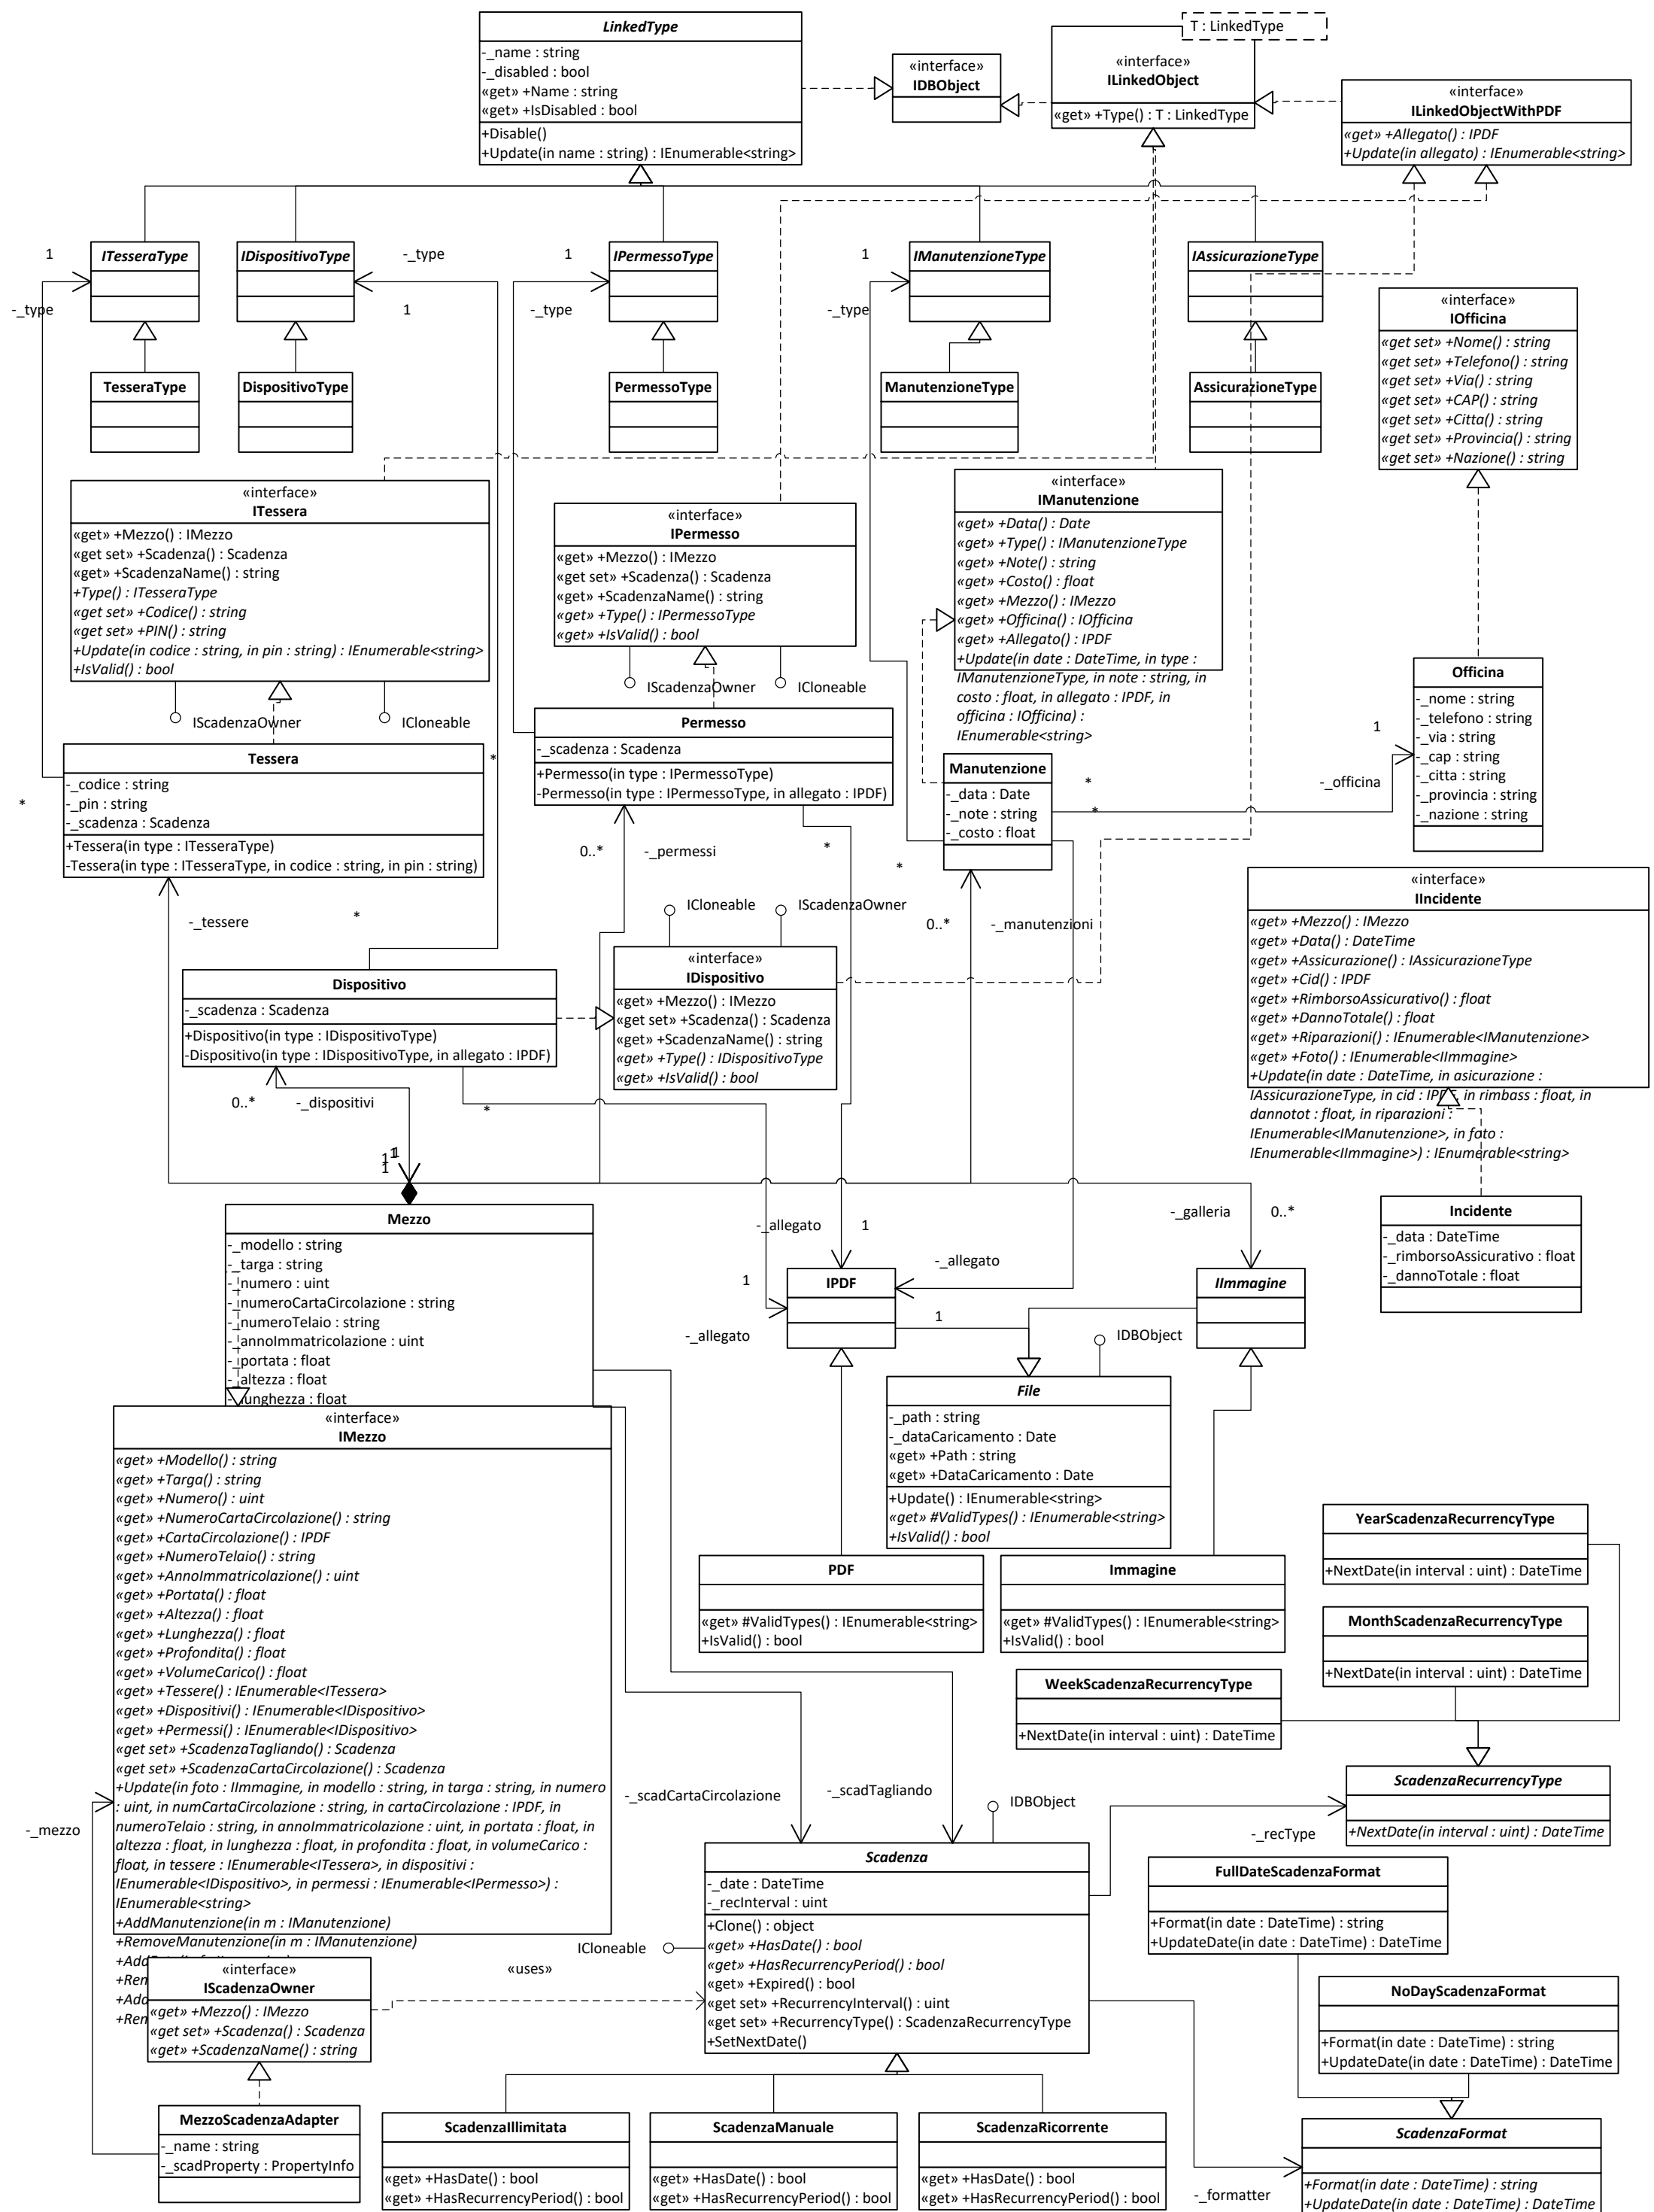 LinkedType
-_name : string
-_disabled : bool
«get» +Name : string
«get» +IsDisabled : bool
+Disable()
+Update(in name : string) : IEnumerable<string>
«interface»
IDBObject
T : LinkedType
«interface»
ILinkedObject
«get» +Type() : T : LinkedType
«interface»
ILinkedObjectWithPDF
«get» +Allegato() : IPDF
+Update(in allegato) : IEnumerable<string>
1
ITesseraType
-_type
IDispositivoType
-_type
1
1
IPermessoType
-_type
1
IManutenzioneType
-_type
IAssicurazioneType
TesseraType
DispositivoType
PermessoType
ManutenzioneType
AssicurazioneType
«interface»
IOfficina
«get set» +Nome() : string
«get set» +Telefono() : string
«get set» +Via() : string
«get set» +CAP() : string
«get set» +Citta() : string
«get set» +Provincia() : string
«get set» +Nazione() : string
«interface»
ITessera
«get» +Mezzo() : IMezzo
«get set» +Scadenza() : Scadenza
«get» +ScadenzaName() : string
+Type() : ITesseraType
«get set» +Codice() : string
«get set» +PIN() : string
+Update(in codice : string, in pin : string) : IEnumerable<string>
+IsValid() : bool
IScadenzaOwner
ICloneable
«interface»
IPermesso
«get» +Mezzo() : IMezzo
«get set» +Scadenza() : Scadenza
«get» +ScadenzaName() : string
«get» +Type() : IPermessoType
«get» +IsValid() : bool
IScadenzaOwner
ICloneable
«interface»
IManutenzione
«get» +Data() : Date
«get» +Type() : IManutenzioneType
«get» +Note() : string
«get» +Costo() : float
«get» +Mezzo() : IMezzo
«get» +Officina() : IOfficina
«get» +Allegato() : IPDF
+Update(in date : DateTime, in type :
IManutenzioneType, in note : string, in
costo : float, in allegato : IPDF, in
officina : IOfficina) :
IEnumerable<string>
Tessera
-_codice : string
-_pin : string
-_scadenza : Scadenza
+Tessera(in type : ITesseraType)
-Tessera(in type : ITesseraType, in codice : string, in pin : string)
*
*
Permesso
-_scadenza : Scadenza
+Permesso(in type : IPermessoType)
-Permesso(in type : IPermessoType, in allegato : IPDF)
Manutenzione
-_data : Date
-_note : string
-_costo : float
*
*
1
-_officina
Officina
-_nome : string
-_telefono : string
-_via : string
-_cap : string
-_citta : string
-_provincia : string
-_nazione : string
0..*
-_permessi
*
*
-_tessere
*
ICloneable
IScadenzaOwner
0..*
-_manutenzioni
«interface»
IIncidente
«get» +Mezzo() : IMezzo
«get» +Data() : DateTime
«get» +Assicurazione() : IAssicurazioneType
«get» +Cid() : IPDF
«get» +RimborsoAssicurativo() : float
«get» +DannoTotale() : float
«get» +Riparazioni() : IEnumerable<IManutenzione>
«get» +Foto() : IEnumerable<IImmagine>
+Update(in date : DateTime, in asicurazione :
IAssicurazioneType, in cid : IPDF, in rimbass : float, in
dannotot : float, in riparazioni :
IEnumerable<IManutenzione>, in foto :
IEnumerable<IImmagine>) : IEnumerable<string>
Dispositivo
-_scadenza : Scadenza
+Dispositivo(in type : IDispositivoType)
-Dispositivo(in type : IDispositivoType, in allegato : IPDF)
«interface»
IDispositivo
«get» +Mezzo() : IMezzo
«get set» +Scadenza() : Scadenza
«get» +ScadenzaName() : string
«get» +Type() : IDispositivoType
«get» +IsValid() : bool
0..*
-_dispositivi
*
1
1
1
1
Mezzo
-_modello : string
-_targa : string
-_numero : uint
-_numeroCartaCircolazione : string
-_numeroTelaio : string
-_annoImmatricolazione : uint
-_portata : float
-_altezza : float
-_lunghezza : float
-_allegato
1
-_allegato
-_galleria
0..*
Incidente
-_data : DateTime
-_rimborsoAssicurativo : float
-_dannoTotale : float
1
-_allegato
IPDF
1
IImmagine
IDBObject
File
-_path : string
-_dataCaricamento : Date
«get» +Path : string
«get» +DataCaricamento : Date
+Update() : IEnumerable<string>
«get» #ValidTypes() : IEnumerable<string>
+IsValid() : bool
«interface»
IMezzo
«get» +Modello() : string
«get» +Targa() : string
«get» +Numero() : uint
«get» +NumeroCartaCircolazione() : string
«get» +CartaCircolazione() : IPDF
«get» +NumeroTelaio() : string
«get» +AnnoImmatricolazione() : uint
«get» +Portata() : float
«get» +Altezza() : float
«get» +Lunghezza() : float
«get» +Profondita() : float
«get» +VolumeCarico() : float
«get» +Tessere() : IEnumerable<ITessera>
«get» +Dispositivi() : IEnumerable<IDispositivo>
«get» +Permessi() : IEnumerable<IDispositivo>
«get set» +ScadenzaTagliando() : Scadenza
«get set» +ScadenzaCartaCircolazione() : Scadenza
+Update(in foto : IImmagine, in modello : string, in targa : string, in numero
: uint, in numCartaCircolazione : string, in cartaCircolazione : IPDF, in
numeroTelaio : string, in annoImmatricolazione : uint, in portata : float, in
altezza : float, in lunghezza : float, in profondita : float, in volumeCarico :
float, in tessere : IEnumerable<ITessera>, in dispositivi :
IEnumerable<IDispositivo>, in permessi : IEnumerable<IPermesso>) :
IEnumerable<string>
+AddManutenzione(in m : IManutenzione)
+RemoveManutenzione(in m : IManutenzione)
PDF
«get» #ValidTypes() : IEnumerable<string>
+IsValid() : bool
Immagine
«get» #ValidTypes() : IEnumerable<string>
+IsValid() : bool
YearScadenzaRecurrencyType
+NextDate(in interval : uint) : DateTime
MonthScadenzaRecurrencyType
+NextDate(in interval : uint) : DateTime
WeekScadenzaRecurrencyType
+NextDate(in interval : uint) : DateTime
ScadenzaRecurrencyType
+NextDate(in interval : uint) : DateTime
-_mezzo
-_scadCartaCircolazione
-_scadTagliando
IDBObject
-_recType
Scadenza
-_date : DateTime
-_recInterval : uint
+Clone() : object
«get» +HasDate() : bool
«get» +HasRecurrencyPeriod() : bool
«get» +Expired() : bool
«get set» +RecurrencyInterval() : uint
«get set» +RecurrencyType() : ScadenzaRecurrencyType
+SetNextDate()
ICloneable
«uses»
FullDateScadenzaFormat
+Format(in date : DateTime) : string
+UpdateDate(in date : DateTime) : DateTime
NoDayScadenzaFormat
+Format(in date : DateTime) : string
+UpdateDate(in date : DateTime) : DateTime
«interface»
IScadenzaOwner
«get» +Mezzo() : IMezzo
«get set» +Scadenza() : Scadenza
«get» +ScadenzaName() : string
MezzoScadenzaAdapter
-_name : string
-_scadProperty : PropertyInfo
ScadenzaIllimitata
«get» +HasDate() : bool
«get» +HasRecurrencyPeriod() : bool
ScadenzaManuale
«get» +HasDate() : bool
«get» +HasRecurrencyPeriod() : bool
ScadenzaRicorrente
«get» +HasDate() : bool
«get» +HasRecurrencyPeriod() : bool
-_formatter
ScadenzaFormat
+Format(in date : DateTime) : string
+UpdateDate(in date : DateTime) : DateTime